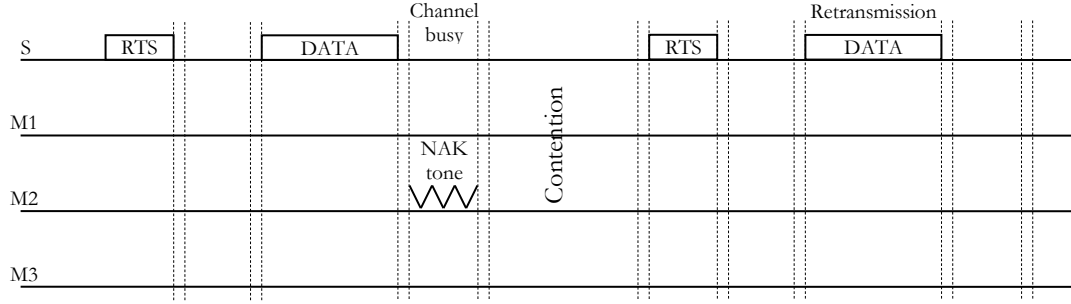 Channel
busy
Retransmission
S
RTS
DATA
RTS
DATA
M1
Contention
NAK
tone
M2
M3